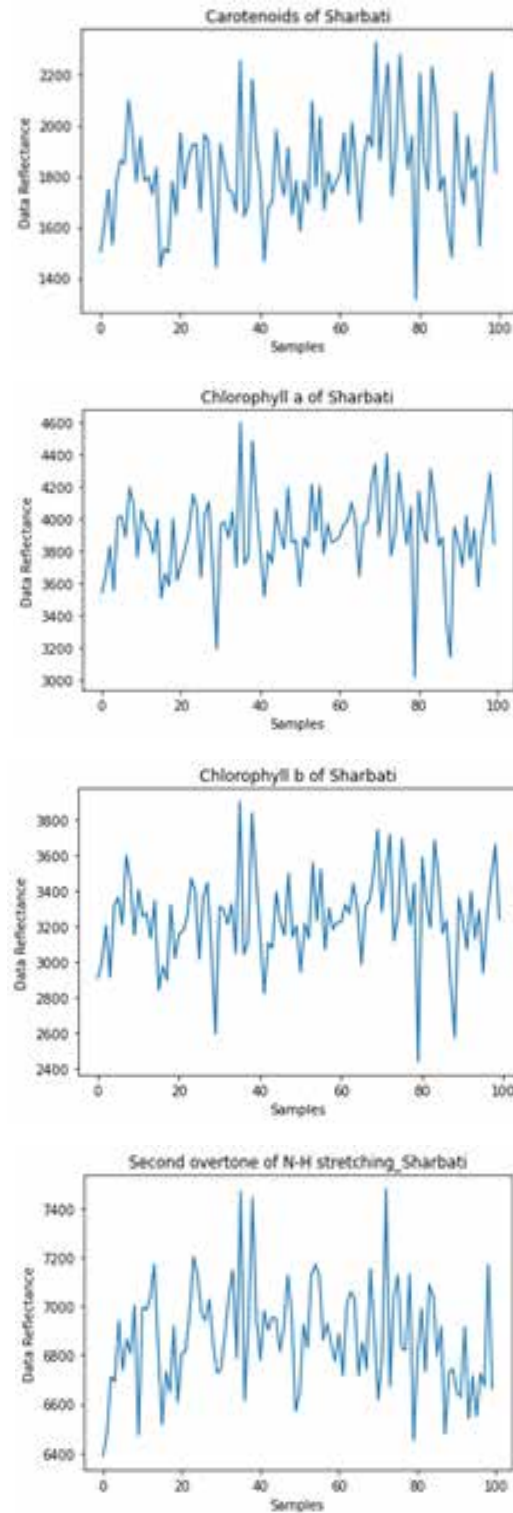 Carotenoids of Sharbati
Data Reflectance
2200
2000
1800
1600
1400
0 20 40 60 80 100
Samples
Chlorophyll a of Sharbati
Data Reflectance
4600
4400
4200
4000
3800
3600
3400
3200
3000
0 20 40 60 80 100
Samples
Chlorophyll b of Sharbati
Data Reflectance
3800
3600
3400
3200
3000
2800
2600
2400
0 20 40 60 80 100
Samples
Second overtone of N-H stretching_Sharbati
Data Reflectance
7400
7200
7000
6800
6600
6400
0 20 40 60 80 100
Samples